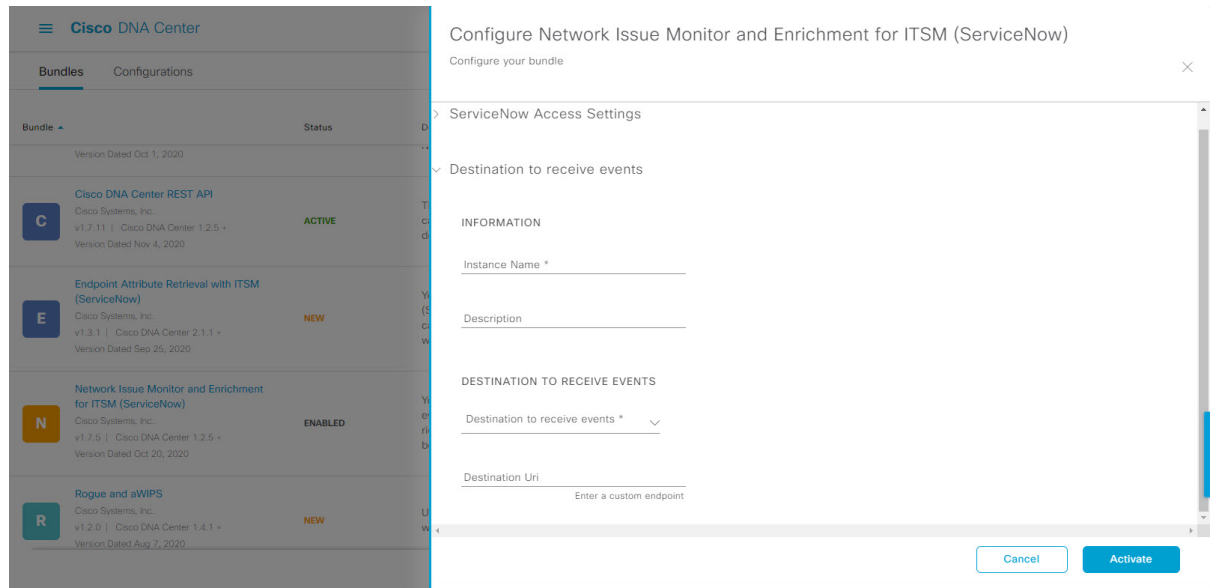 Cisco DNA Center
Bundles Configurations
Bundle Status
Version Dated Oct 1, 2020
Cisco DNA Center REST API
Cisco Systems, Inc.
v1.7.11 | Cisco DNA Center 1.2.5 +
Version Dated Nov 4, 2020
C
ACTIVE
Endpoint Attribute Retrieval with ITSM
(ServiceNow)
Cisco Systems, Inc.
v1.3.1 | Cisco DNA Center 2.1.1 +
Version Dated Sep 25, 2020
E
NEW
Network Issue Monitor and Enrichment
for ITSM (ServiceNow)
Cisco Systems, Inc.
v1.7.5 | Cisco DNA Center 1.2.5 +
Version Dated Oct 20, 2020
N
ENABLED
Rogue and aWIPS
Cisco Systems, Inc.
v1.2.0 | Cisco DNA Center 1.4.1 +
Version Dated Aug 7, 2020
R
NEW
Configure Network Issue Monitor and Enrichment for ITSM (ServiceNow)
Configure your bundle
ServiceNow Access Settings
Destination to receive events
INFORMATION
Instance Name *
Description
DESTINATION TO RECEIVE EVENTS
Destination to receive events *
Destination Uri
Enter a custom endpoint
Cancel Activate